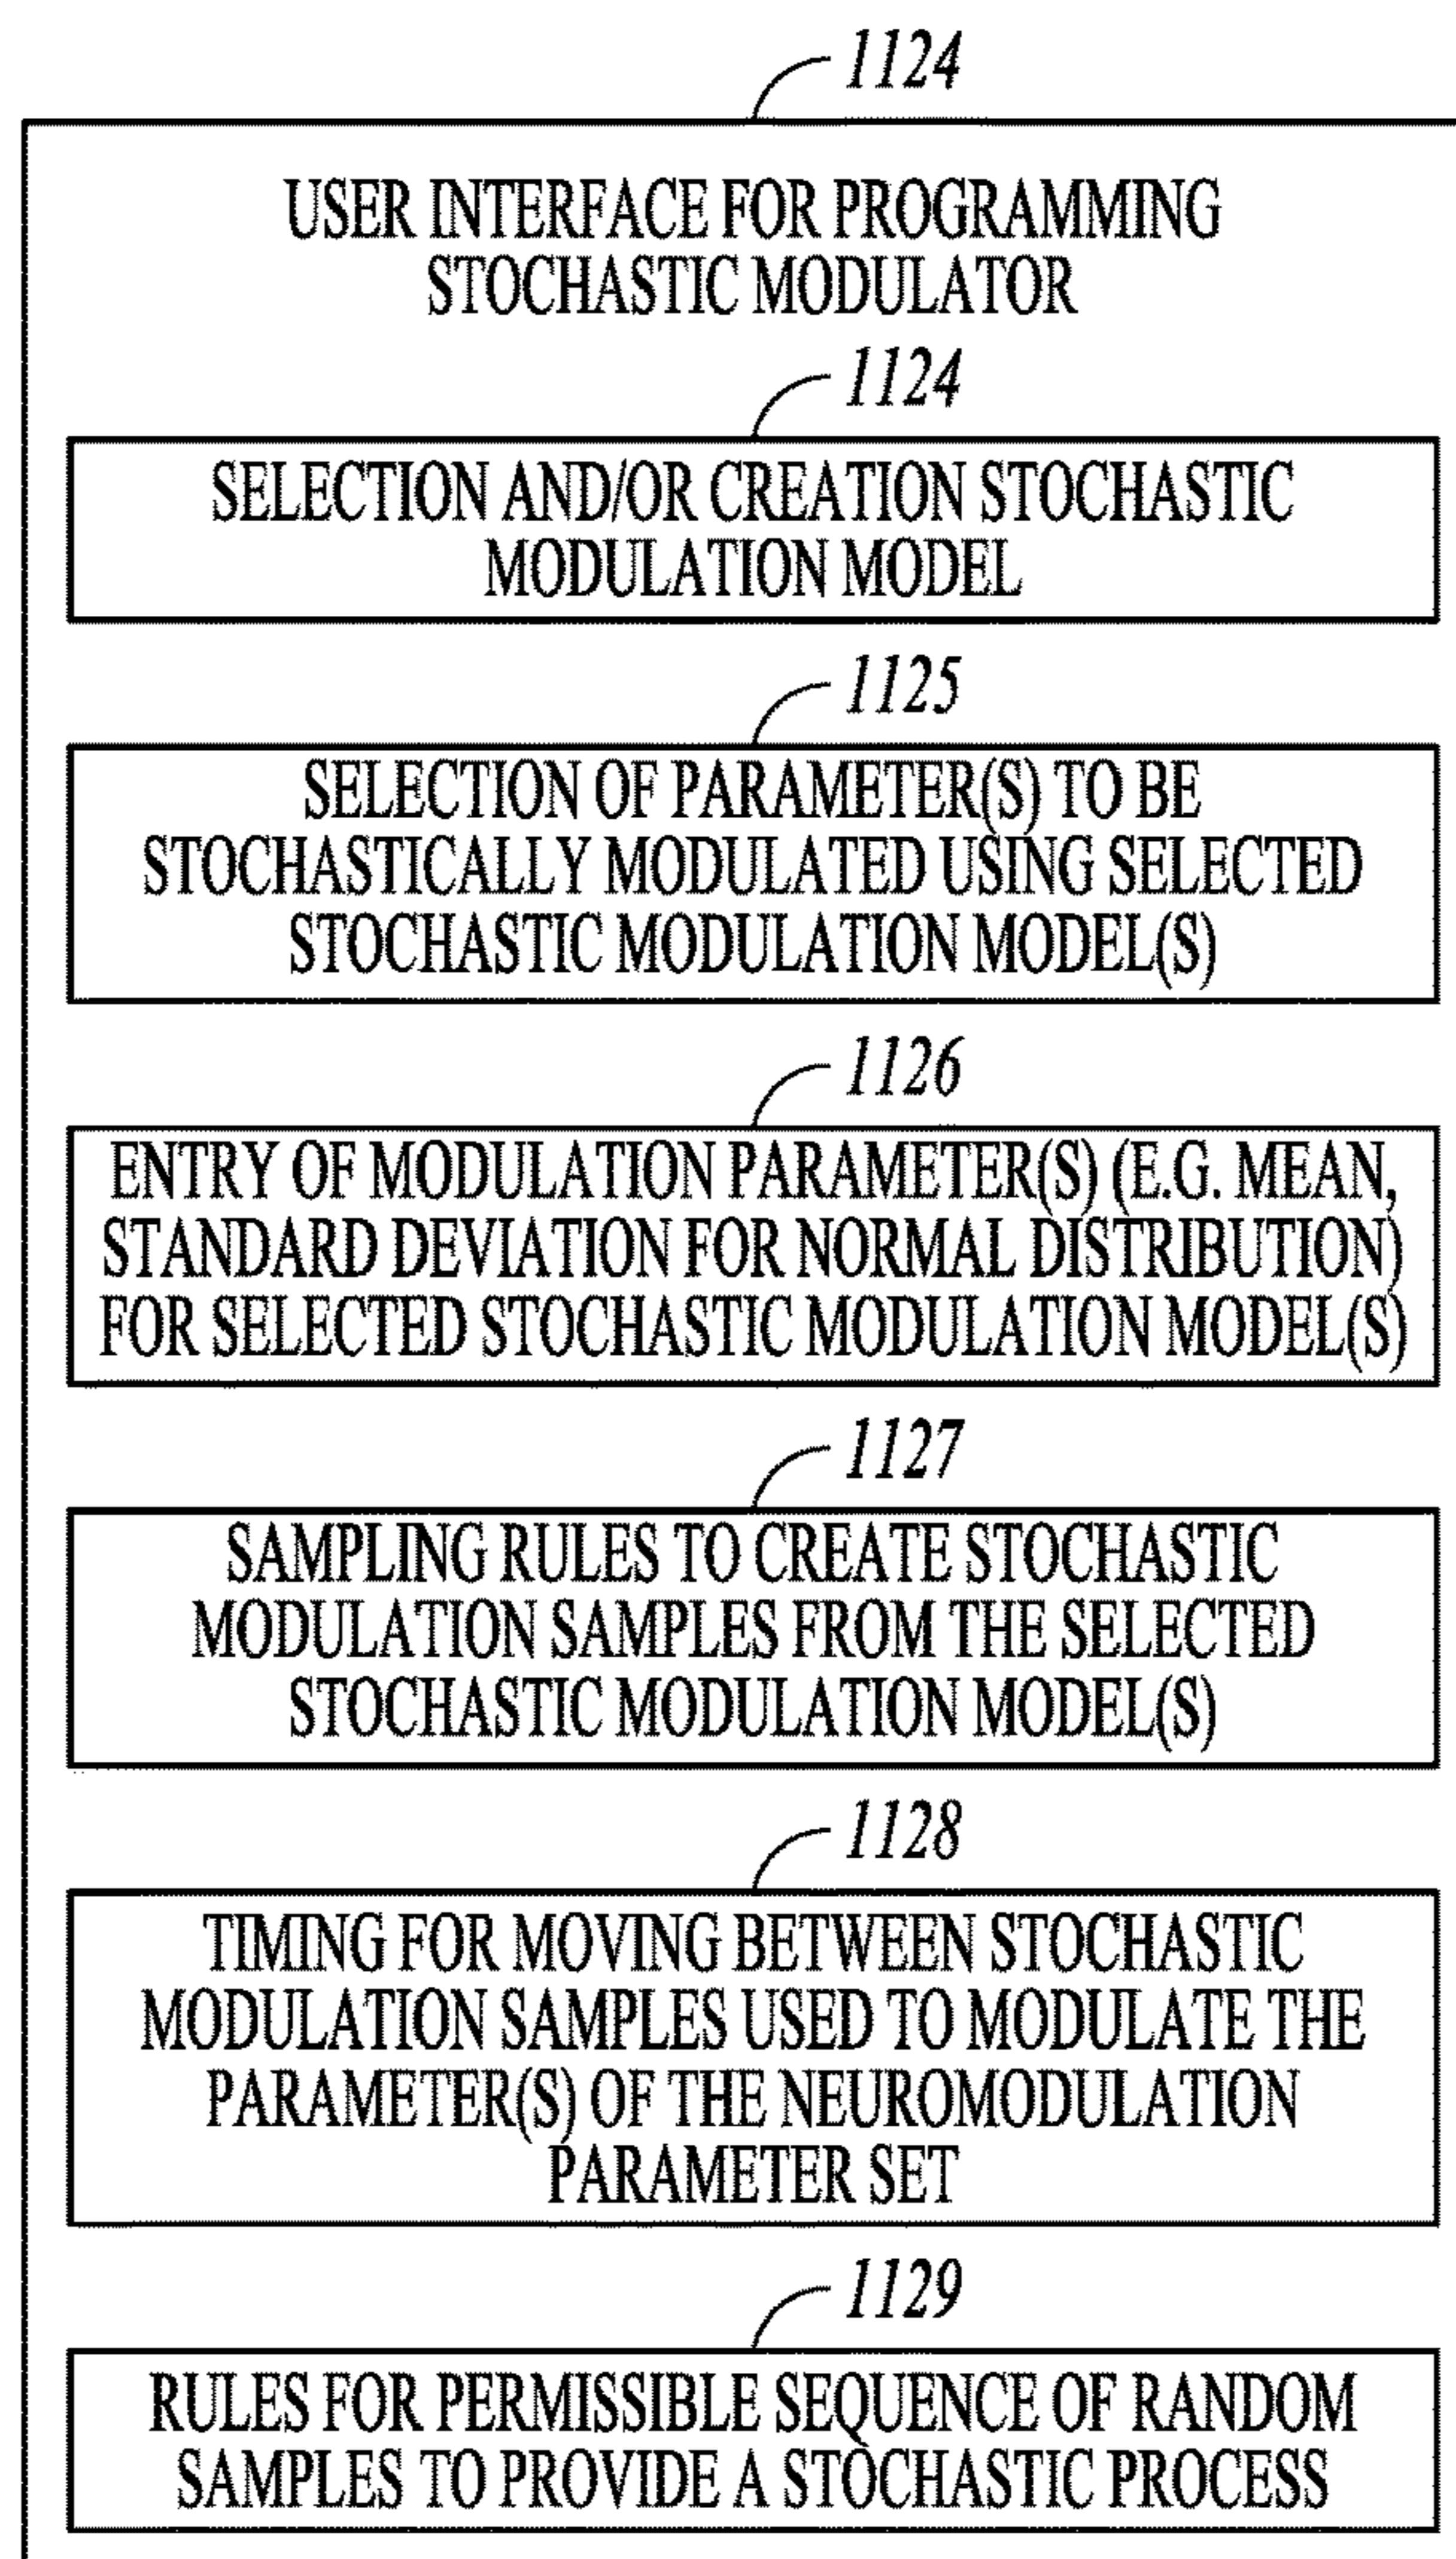 1124
USER INTERFACE FOR PROGRAMMING
STOCHASTIC MODULATOR
1124
SELECTION AND/OR CREATION STOCHASTIC
MODULATION MODEL
1125
SELECTION OF PARAMETER(S) TO BE
STOCHASTICALLY MODULATED USING SELECTED
STOCHASTIC MODULATION MODEL(S)
1126
ENTRY OF MODULATION PARAMETER(S) (E.G. MEAN,
STANDARD DEVIATION FOR NORMAL DISTRIBUTION)
FOR SELECTED STOCHASTIC MODULATION MODEL(S)
1127
SAMPLING RULES TO CREATE STOCHASTIC
MODULATION SAMPLES FROM THE SELECTED
STOCHASTIC MODULATION MODEL(S)
1128
TIMING FOR MOVING BETWEEN STOCHASTIC
MODULATION SAMPLES USED TO MODULATE THE
PARAMETER(S) OF THE NEUROMODULATION
PARAMETER SET
1129
RULES FOR PERMISSIBLE SEQUENCE OF RANDOM
SAMPLES TO PROVIDE A STOCHASTIC PROCESS